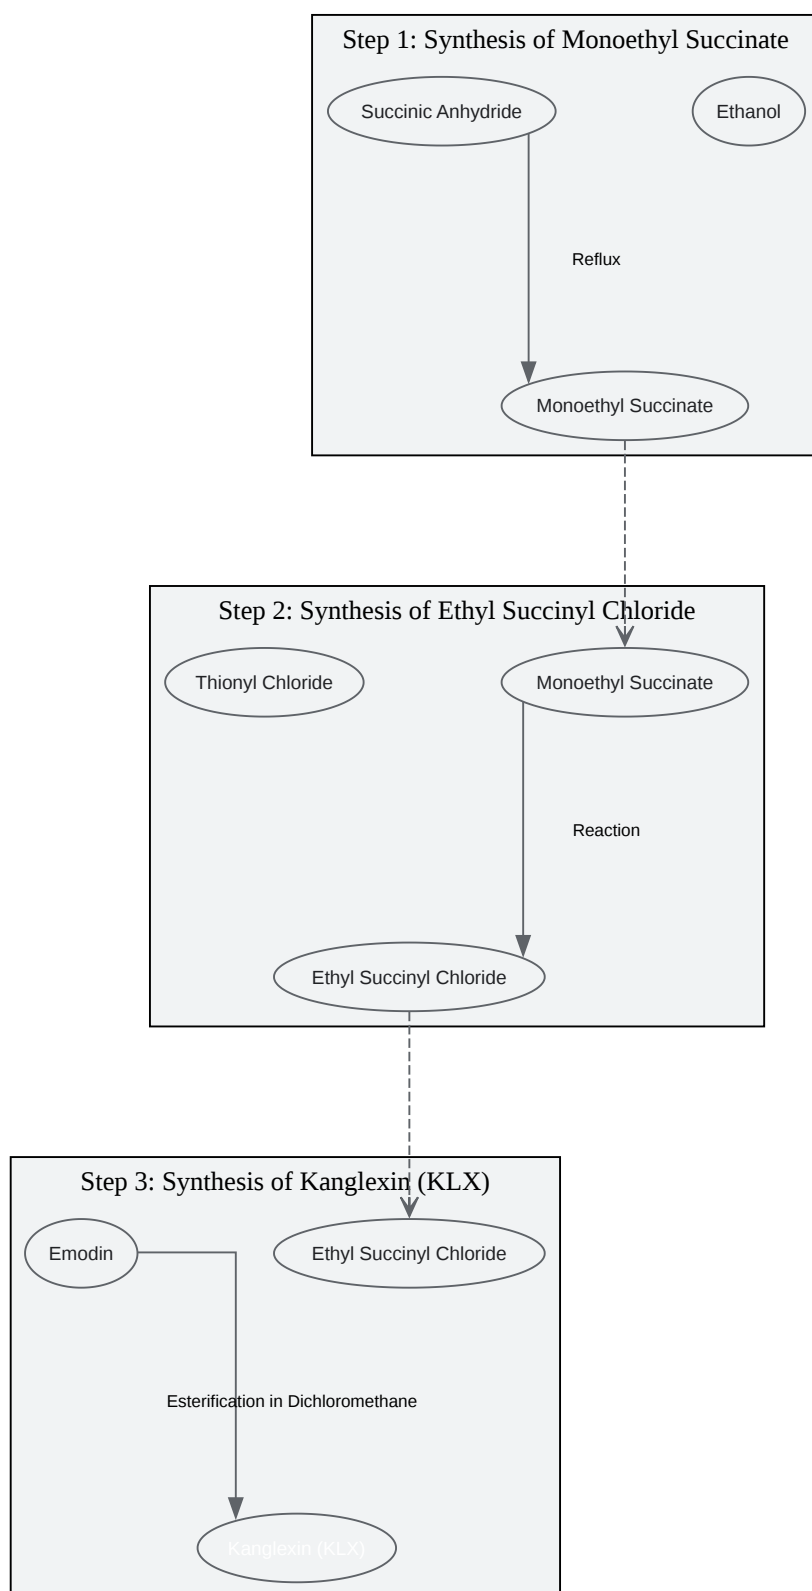 Step 1: Synthesis of Monoethyl Succinate
Succinic Anhydride
Ethanol
Reflux
Monoethyl Succinate
Step 2: Synthesis of Ethyl Succinyl Chloride
Thionyl Chloride
Monoethyl Succinate
Reaction
Ethyl Succinyl Chloride
Step 3: Synthesis of Kanglexin (KLX)
Emodin
Ethyl Succinyl Chloride
Esterification in Dichloromethane
Kanglexin (KLX)